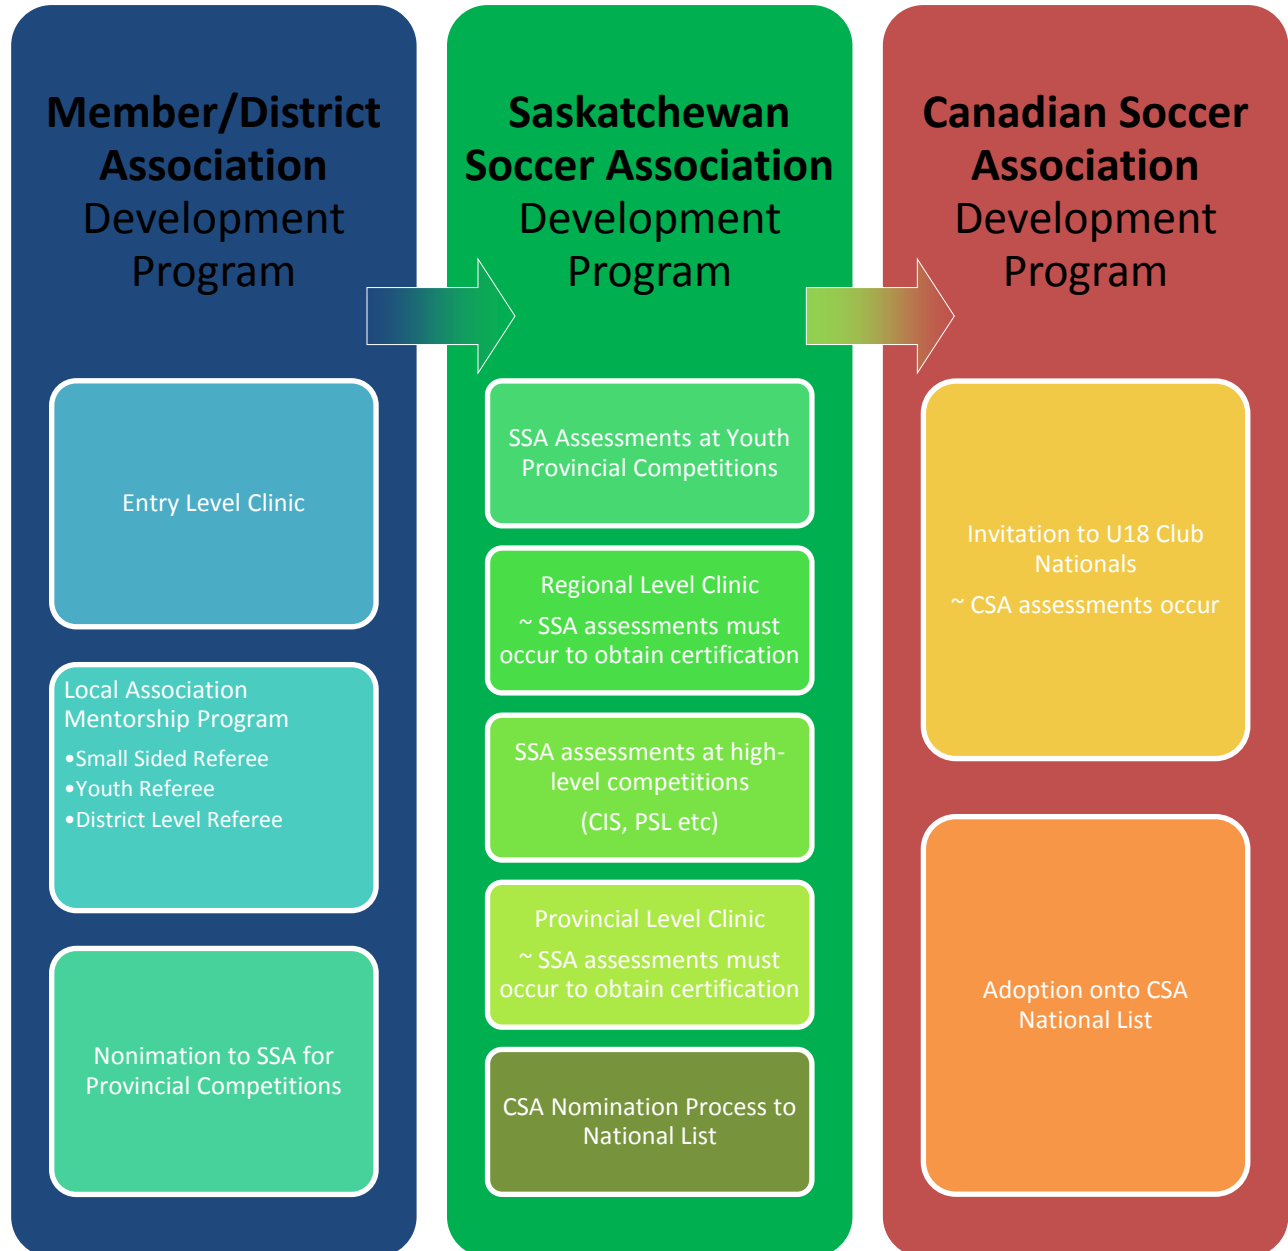 Member/District
Association
Development
Program
Entry Level Clinic
Local Association
Mentorship Program
•Small Sided Referee
•Youth Referee
•District Level Referee
Nonimation to SSA for
Provincial Competitions
Saskatchewan
Soccer Association
Development
Program
SSA Assessments at Youth
Provincial Competitions
Regional Level Clinic
~ SSA assessments must
occur to obtain certification
SSA assessments at high-
level competitions
(CIS, PSL etc)
Provincial Level Clinic
~ SSA assessments must
occur to obtain certification
CSA Nomination Process to
National List
Canadian Soccer
Association
Development
Program
Invitation to U18 Club
Nationals
~ CSA assessments occur
Adoption onto CSA
National List